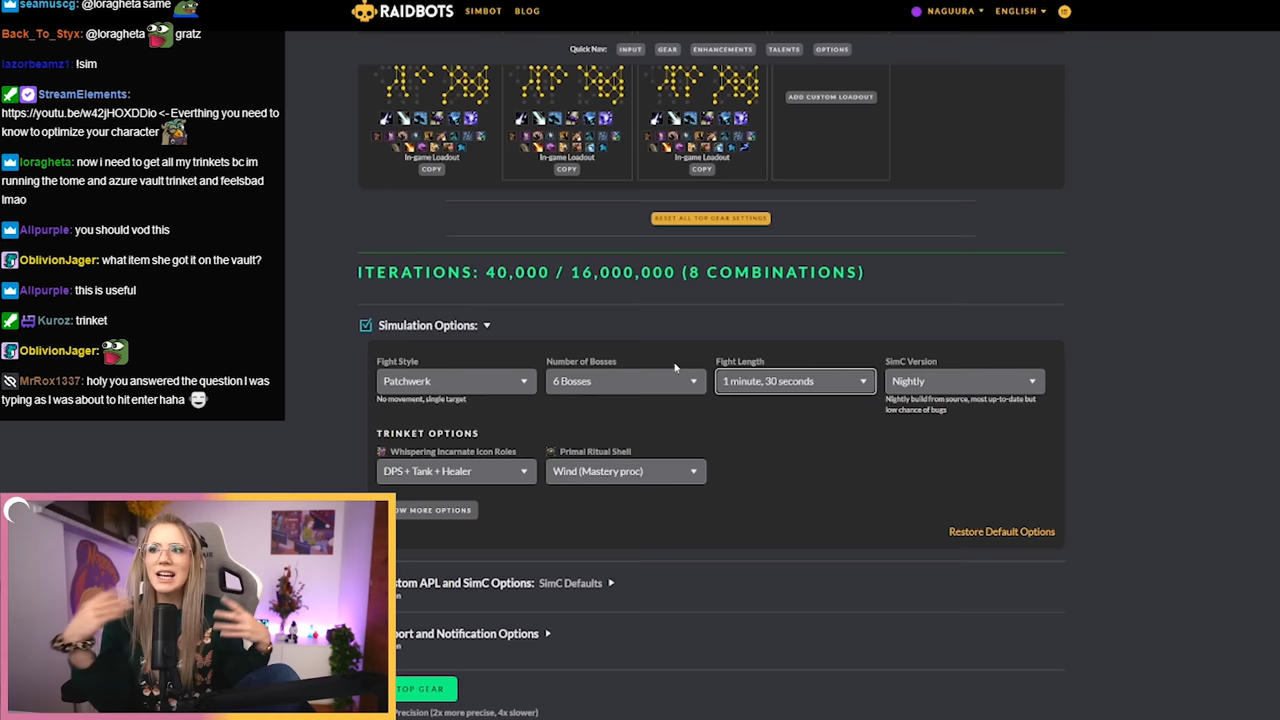 seamuscg: @loragheta same
Back_To_Styx: @loragheta gratz
lazorbeamz1: !sim
StreamElements:
https://youtu.be/w42jHOXDDio <- Everthing you need to
know to optimize your character
loragheta: now i need to get all my trinkets bc im
running the tome and azure vault trinket and feelsbad
lmao
Allpurple: you should vod this
OblivionJager: what item she got it on the vault?
Allpurple: this is useful
Kuroz: trinket
OblivionJager:
MrRox1337: holy you answered the question I was
typing as I was about to hit enter haha
RAIDBOTS SIMBOT BLOG NAGUURA ENGLISH
Quick Nav: INPUT GEAR ENHANCEMENTS TALENTS OPTIONS
ADD CUSTOM LOADOUT
In-game Loadout In-game Loadout In-game Loadout
COPY COPY COPY
RESET ALL TOP GEAR SETTINGS
ITERATIONS: 40,000 / 16,000,000 (8 COMBINATIONS)
Simulation Options:
Fight Style Number of Bosses Fight Length SimC Version
Patchwerk 6 Bosses 1 minute, 30 seconds Nightly
No movement, single target Nightly build from source, most up-to-date but
low chance of bugs
TRINKET OPTIONS
Whispering Incarnate Icon Roles Primal Ritual Shell
DPS + Tank + Healer Wind (Mastery proc)
OW MORE OPTIONS
Restore Default Options
stom APL and SimC Options: SimC Defaults
on
port and Notification Options
on
TOP GEAR
Precision (2x more precise, 4x slower)